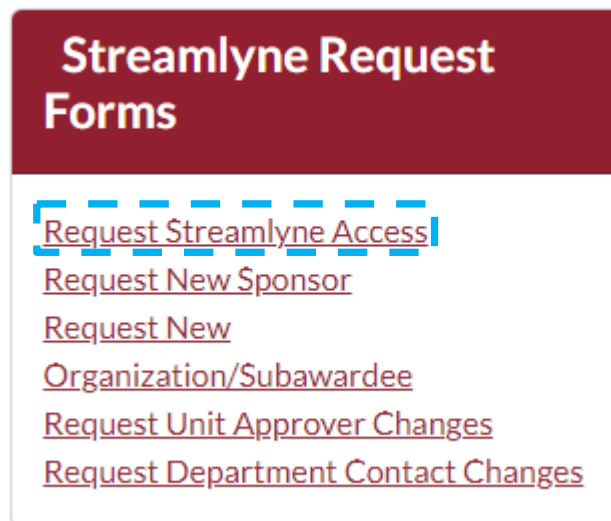 Streamlyne Request
Forms
Request Streamlyne Access
Request New Sponsor
Request New
Organization/Subawardee
Request Unit Approver Changes
Request Department Contact Changes